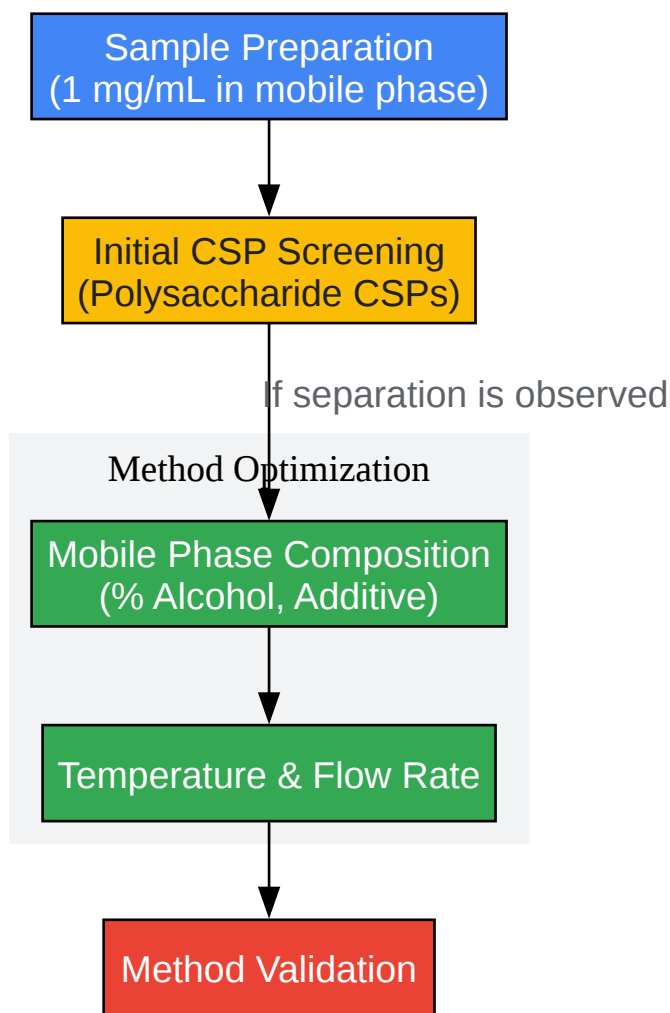 Sample Preparation
(1 mg/mL in mobile phase)
Initial CSP Screening
(Polysaccharide CSPs)
If separation is observed
Method Optimization
Mobile Phase Composition
(% Alcohol, Additive)
Temperature & Flow Rate
Method Validation